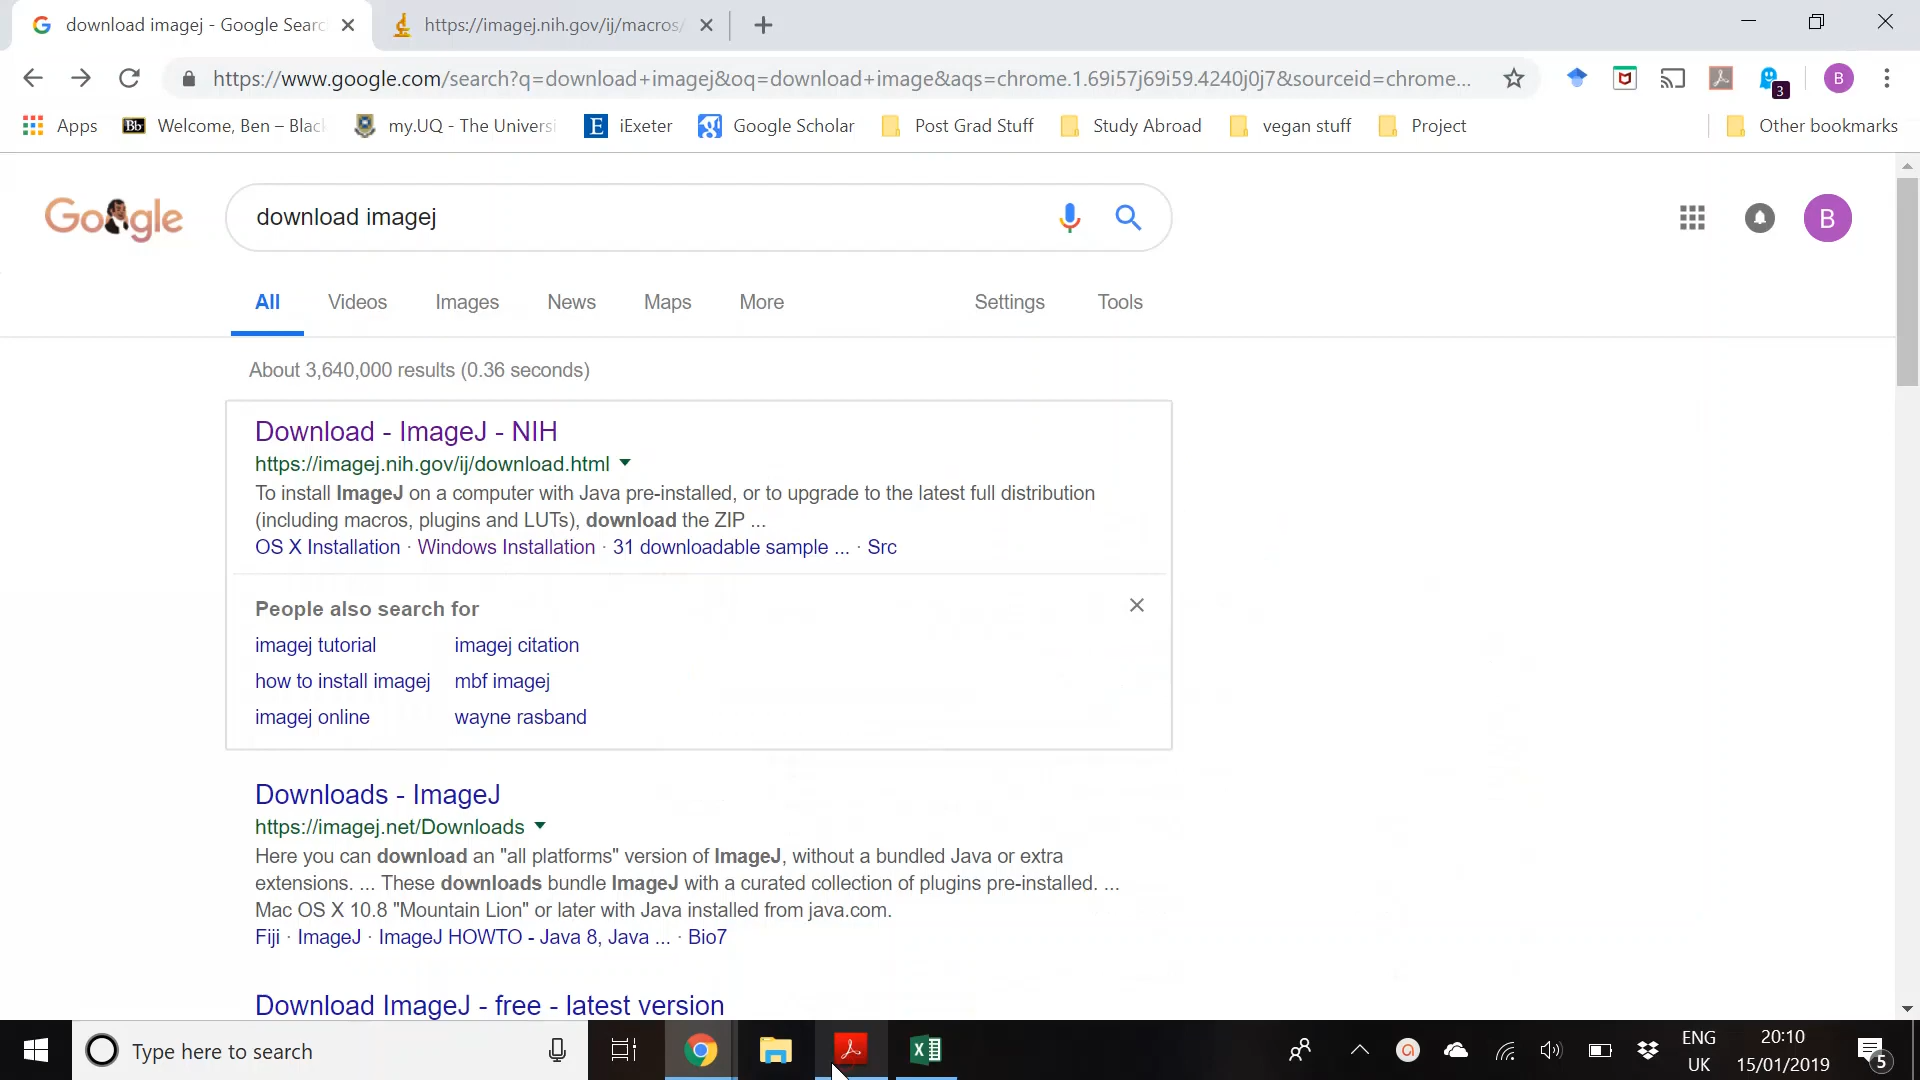 download imagej - Google Searc
https://imagej.nih.gov/ij/macros/
https://www.google.com/search?q=download+imagej&oq=download+image&aqs=chrome.1.69i57j69i59.4240j0j7&sourceid=chrome...
3
B
Apps
Bb Welcome, Ben – Blac
my.UQ - The Universi
E iExeter
Google Scholar
Post Grad Stuff
Study Abroad
vegan stuff
Project
Other bookmarks
Google
download imagej
B
All Videos Images News Maps More Settings Tools
About 3,640,000 results (0.36 seconds)
Download - ImageJ - NIH
https://imagej.nih.gov/ij/download.html
To install ImageJ on a computer with Java pre-installed, or to upgrade to the latest full distribution
(including macros, plugins and LUTs), download the ZIP ...
OS X Installation · Windows Installation · 31 downloadable sample ... · Src
People also search for
imagej tutorial imagej citation
how to install imagej mbf imagej
imagej online wayne rasband
Downloads - ImageJ
https://imagej.net/Downloads
Here you can download an "all platforms" version of ImageJ, without a bundled Java or extra
extensions. ... These downloads bundle ImageJ with a curated collection of plugins pre-installed. ...
Mac OS X 10.8 "Mountain Lion" or later with Java installed from java.com.
Fiji · ImageJ · ImageJ HOWTO - Java 8, Java ... · Bio7
Download ImageJ - free - latest version
Type here to search
ENG
UK
20:10
15/01/2019
5